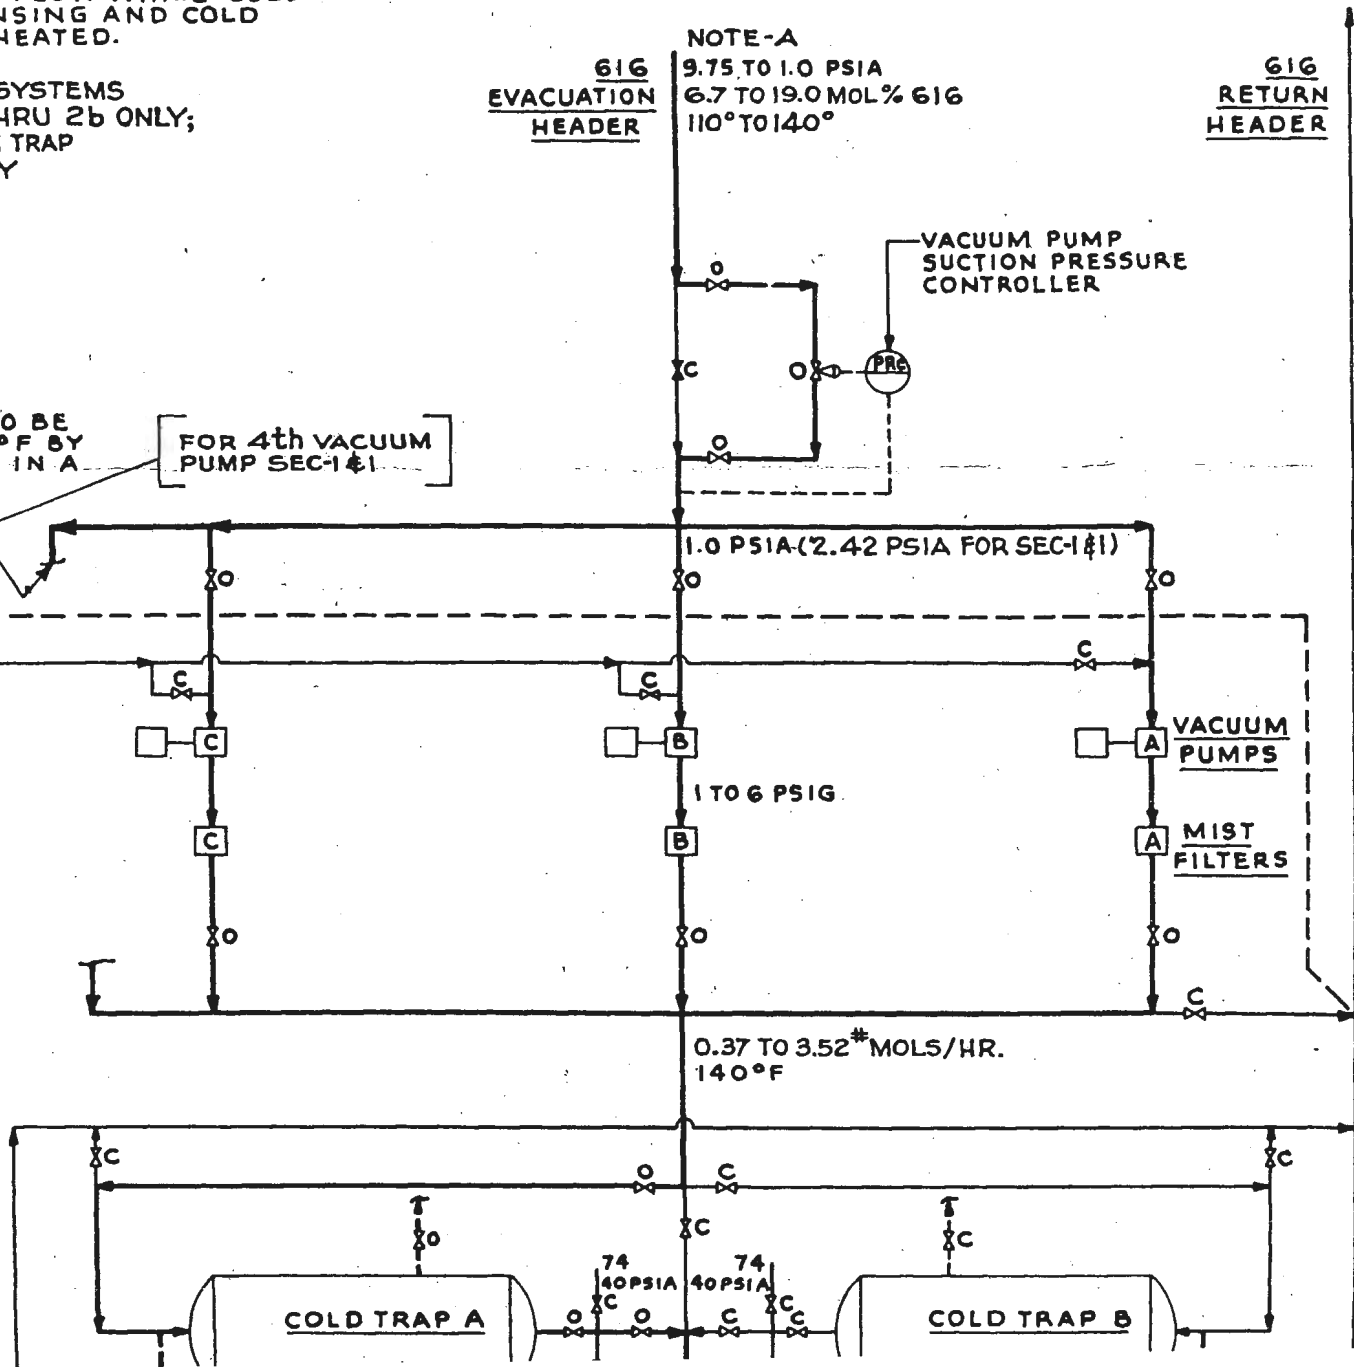 NSING AND COLD
HEATED.
SYSTEMS
HRU 2b ONLY;
TRAP
Y
NOTE-A
616
EVACUATION
HEADER
9.75 TO 1.0 PSIA
6.7 TO 19.0 MOL% 616
110° TO 140°
616
RETURN
HEADER
O
VACUUM PUMP
SUCTION PRESSURE
CONTROLLER
C
O
PRC
O
O BE
°F BY
IN A
FOR 4th VACUUM
PUMP SEC-1&1
1.0 PSIA-(2.42 PSIA FOR SEC-1&1)
O
O
O
C
C
C
C
B
A
VACUUM
PUMPS
1 TO 6 PSIG
C
B
A
MIST
FILTERS
O
O
O
C
0.37 TO 3.52# MOLS/HR.
140°F
C
C
O
C
O
C
C
74
40 PSIA
74
40 PSIA
C
C
COLD TRAP A
O
O
C
C
COLD TRAP B